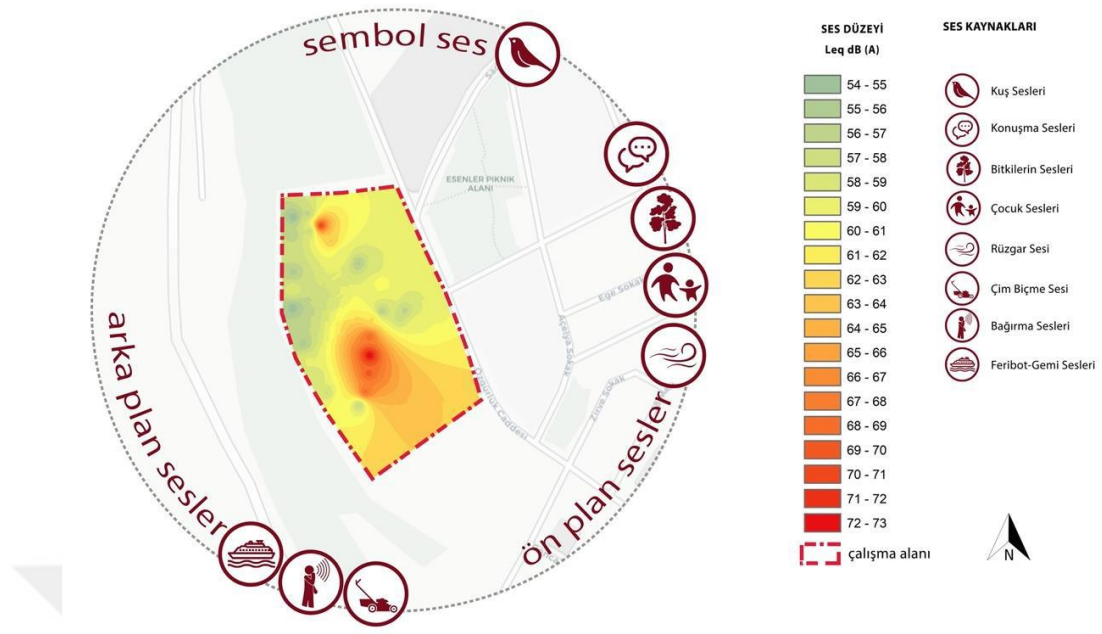 sembol ses
ESENLER PIKNIK
ALANI
Ege Sokak
Açelya Sokak
Zirve Sokak
Özgürlük Caddesi
arka plan sesler
ön plan sesler
SES DÜZEYİ
Leq dB (A)
54 - 55
55 - 56
56 - 57
57 - 58
58 - 59
59 - 60
60 - 61
61 - 62
62 - 63
63 - 64
64 - 65
65 - 66
66 - 67
67 - 68
68 - 69
69 - 70
70 - 71
71 - 72
72 - 73
çalışma alanı
SES KAYNAKLARI
Kuş Sesleri
Konuşma Sesleri
Bitkilerin Sesleri
Çocuk Sesleri
Rüzgar Sesi
Çim Biçme Sesi
Bağırma Sesleri
Feribot-Gemi Sesleri
N